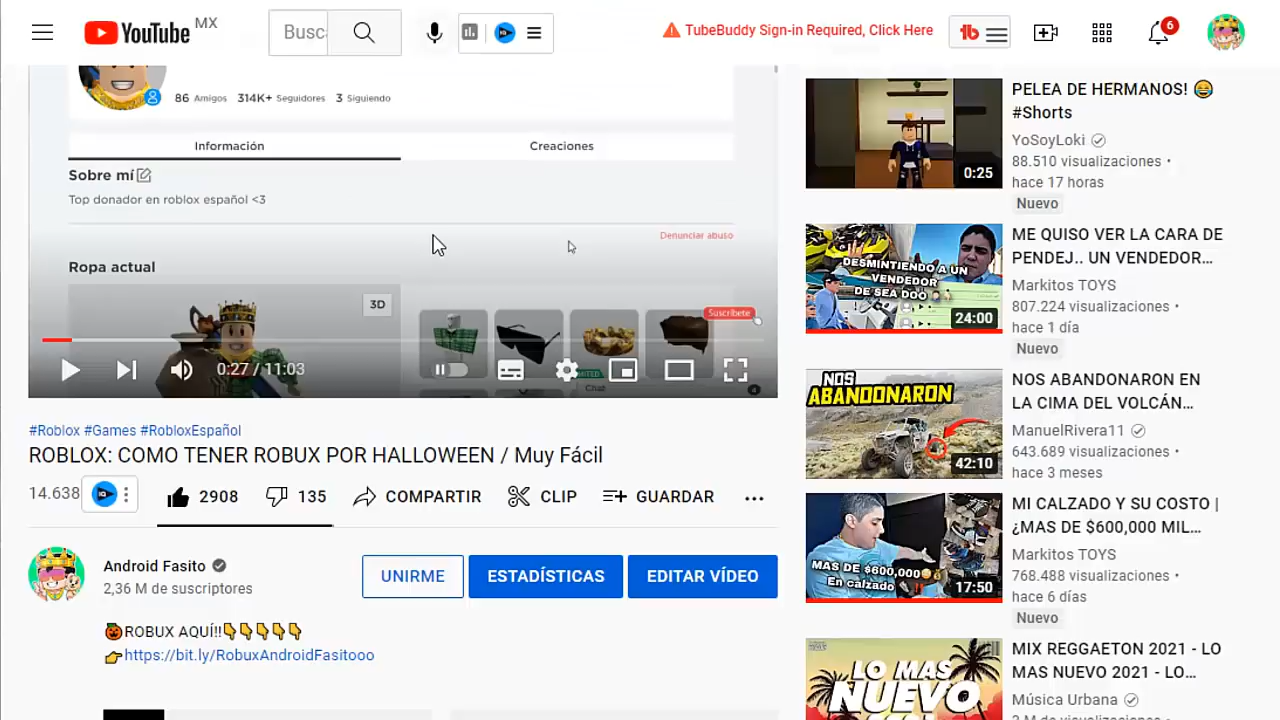 YouTube MX
Busc
TubeBuddy Sign-in Required, Click Here
tb
6
86 Amigos 314K+ Seguidores 3 Siguiendo
Información
Creaciones
Sobre mí
Top donador en roblox español <3
Denunciar abuso
Ropa actual
3D
Suscríbete
0:27 / 11:03
Chat
#Roblox #Games #RobloxEspañol
ROBLOX: COMO TENER ROBUX POR HALLOWEEN / Muy Fácil
14.638
2908
135
COMPARTIR
CLIP
GUARDAR
Android Fasito
2,36 M de suscriptores
UNIRME
ESTADÍSTICAS
EDITAR VÍDEO
🎃ROBUX AQUÍ!!👇👇👇👇👇
👉https://bit.ly/RobuxAndroidFasitooo
0:25
PELEA DE HERMANOS! 😂
#Shorts
YoSoyLoki
88.510 visualizaciones •
hace 17 horas
Nuevo
DESMINTIENDO A UN
VENDEDOR
DE SEA DOO
24:00
ME QUISO VER LA CARA DE
PENDEJ.. UN VENDEDOR...
Markitos TOYS
807.224 visualizaciones •
hace 1 día
Nuevo
NOS
ABANDONARON
42:10
NOS ABANDONARON EN
LA CIMA DEL VOLCÁN...
ManuelRivera11
643.689 visualizaciones •
hace 3 meses
MAS DE $600,000
En calzado
17:50
MI CALZADO Y SU COSTO |
¿MAS DE $600,000 MIL...
Markitos TOYS
768.488 visualizaciones •
hace 6 días
Nuevo
LO MAS
NUEVO
MIX REGGAETON 2021 - LO
MAS NUEVO 2021 - LO...
Música Urbana